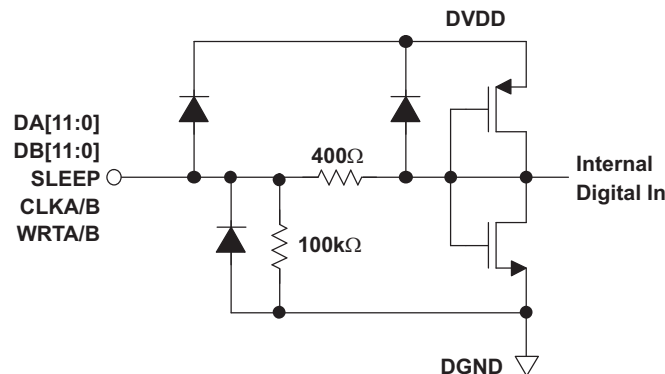 DVDD
DA[11:0]
DB[11:0]
SLEEP
CLKA/B
WRTA/B
400Ω
100kΩ
Internal
Digital In
DGND